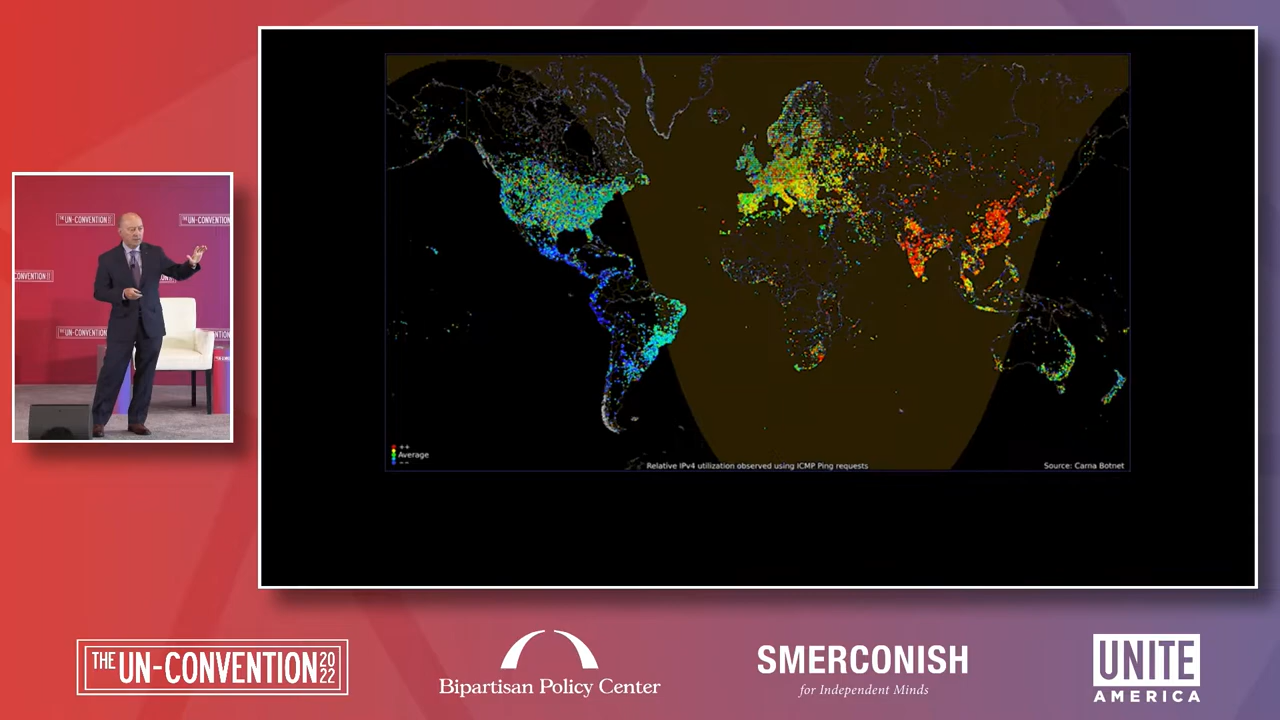 THE UN-CONVENTION
THE UN-CONVENTION
CONVENTION
THE UN-CONVENTION
++
Average
--
Relative IPv4 utilization observed using ICMP Ping requests
Source: Carna Botnet
THE UN-CONVENTION 2022
Bipartisan Policy Center
SMERCONISH
for Independent Minds
UNITE
AMERICA